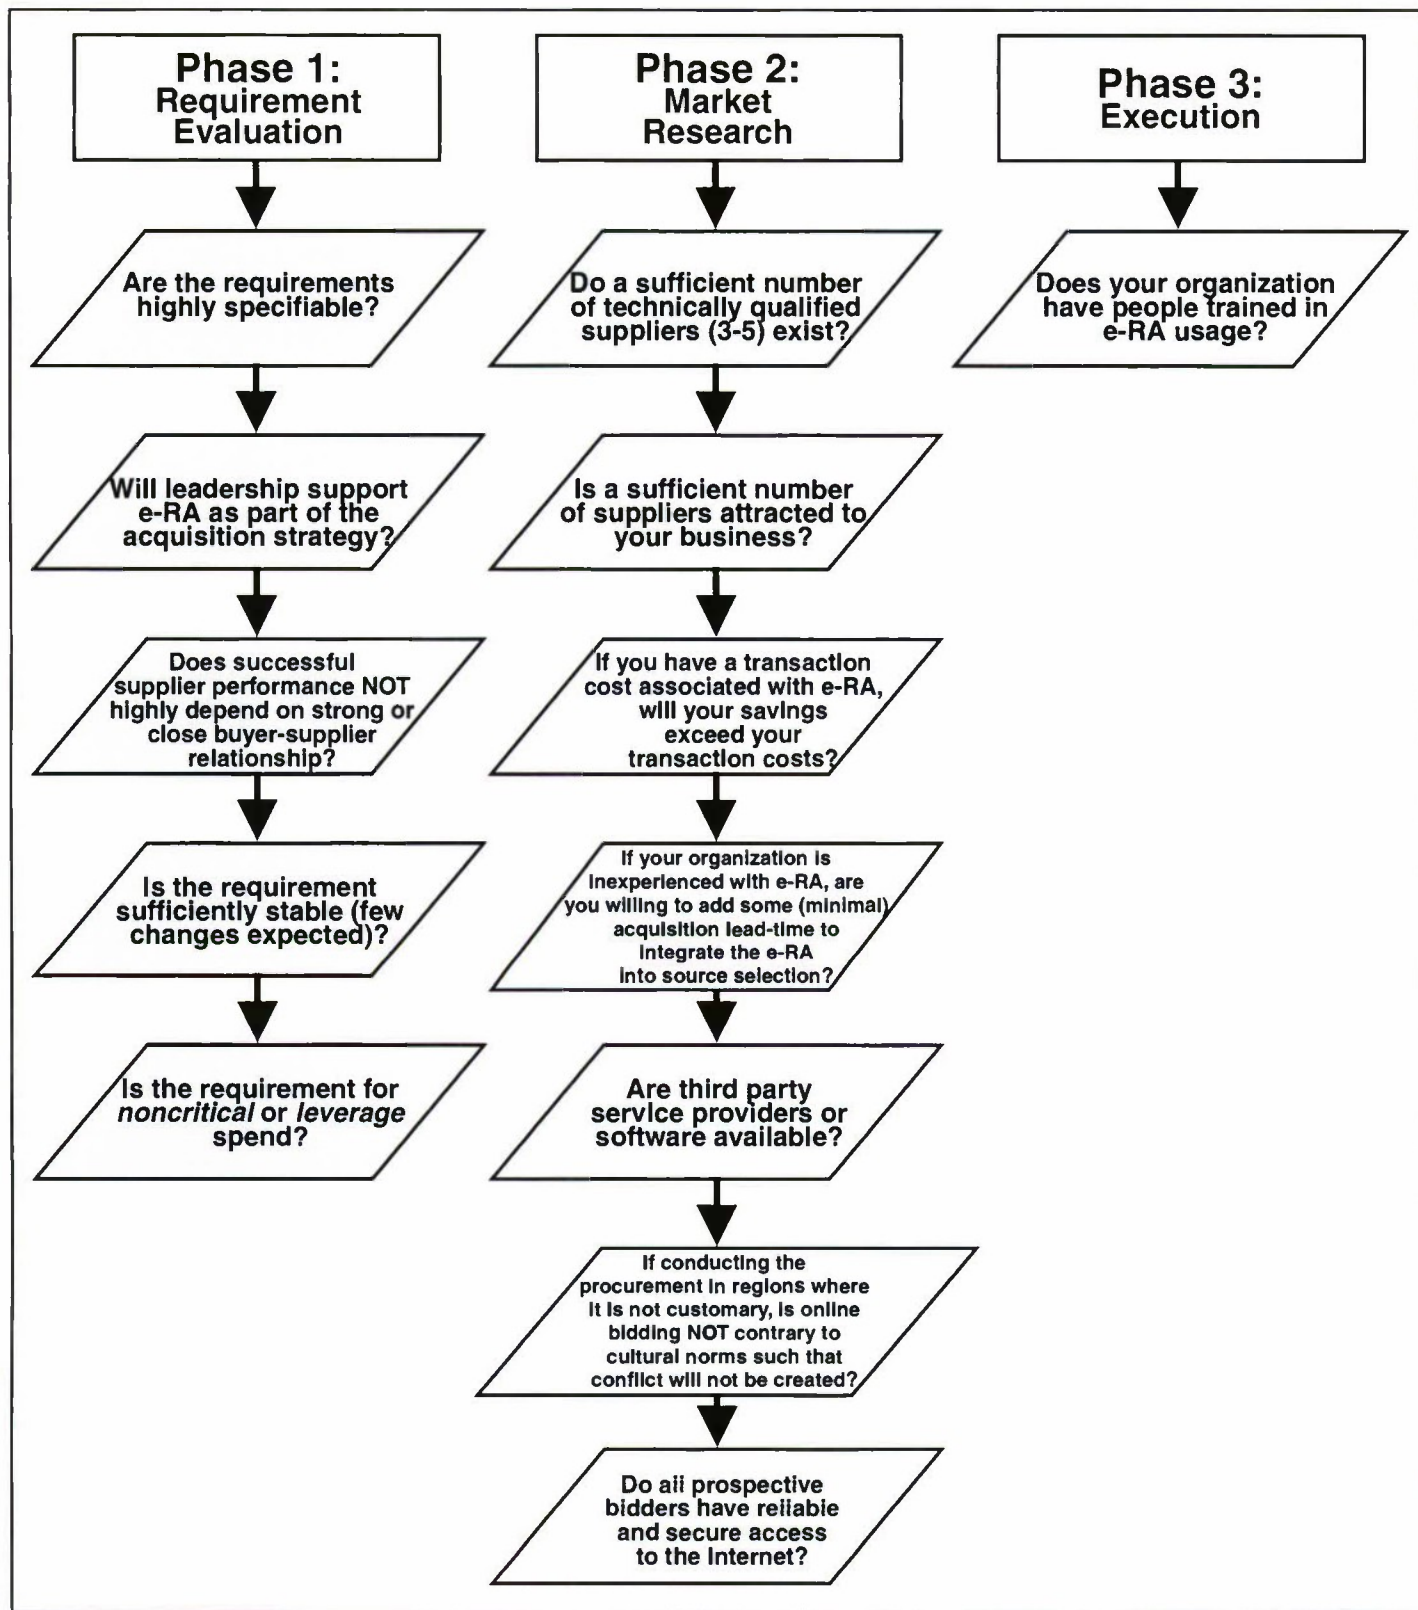 Phase 1:
Requirement
Evaluation
Are the requirements
highly specifiable?
Will leadership support
e-RA as part of the
acquisition strategy?
Does successful
supplier performance NOT
highly depend on strong or
close buyer-supplier
relationship?
Is the requirement
sufficiently stable (few
changes expected)?
Is the requirement for
noncritical or leverage
spend?
Phase 2:
Market
Research
Do a sufficient number
of technically qualified
suppliers (3-5) exist?
Is a sufficient number
of suppliers attracted to
your business?
If you have a transaction
cost associated with e-RA,
will your savings
exceed your
transaction costs?
If your organization is
inexperienced with e-RA, are
you willing to add some (minimal)
acquisition lead-time to
integrate the e-RA
into source selection?
Are third party
service providers or
software available?
If conducting the
procurement in regions where
it is not customary, is online
bidding NOT contrary to
cultural norms such that
conflict will not be created?
Do all prospective
bidders have reliable
and secure access
to the Internet?
Phase 3:
Execution
Does your organization
have people trained in
e-RA usage?